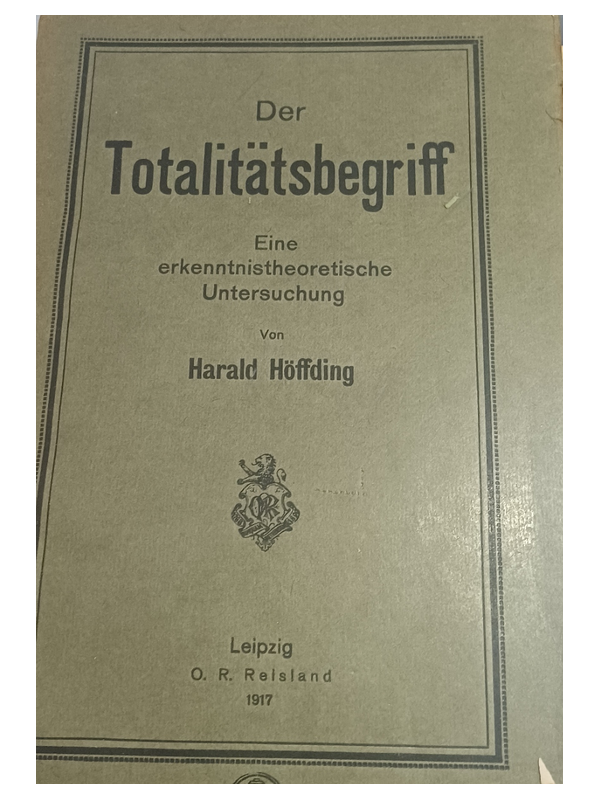 Der
Totalitätsbegriff
Eine
erkenntnistheoretische
Untersuchung
Von
Harald Höffding
Leipzig
O. R. Reisland
1917